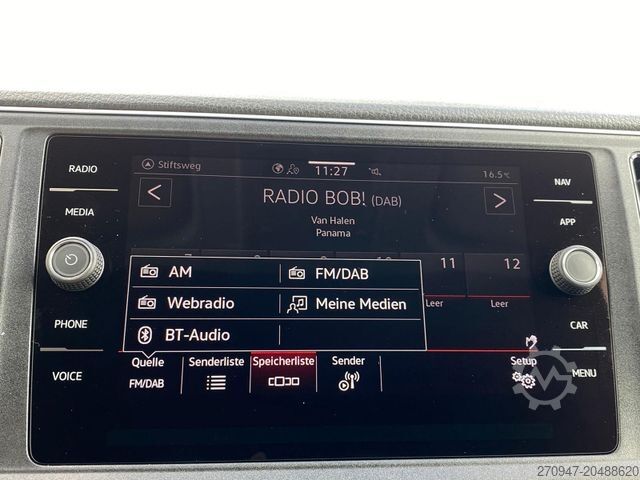 RADIO
MEDIA
PHONE
VOICE
Stiftsweg
11:27
16.5°C
RADIO BOB! (DAB)
Van Halen
Panama
11
12
Leer
Leer
AM
FM/DAB
Webradio
Meine Medien
BT-Audio
Quelle
FM/DAB
Senderliste
Speicherliste
Sender
Setup
NAV
APP
CAR
MENU
270947-20488620